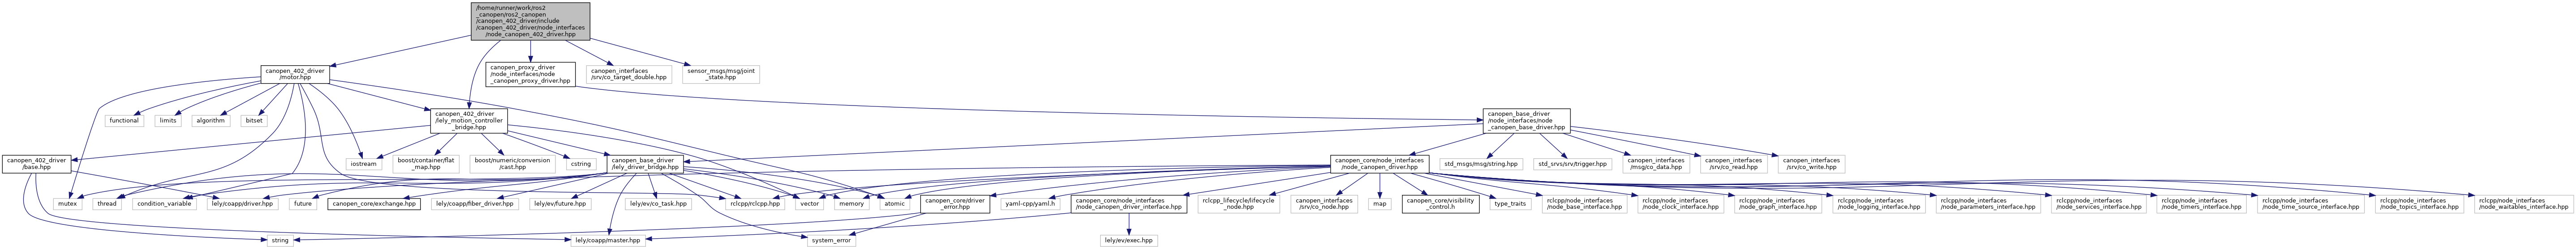 /home/runner/work/ros2
_canopen/ros2_canopen
/canopen_402_driver/include
/canopen_402_driver/node_interfaces
/node_canopen_402_driver.hpp
canopen_402_driver
/motor.hpp
canopen_proxy_driver
/node_interfaces/node
_canopen_proxy_driver.hpp
canopen_interfaces
/srv/co_target_double.hpp
sensor_msgs/msg/joint
_state.hpp
functional
limits
algorithm
bitset
canopen_402_driver
/lely_motion_controller
_bridge.hpp
canopen_base_driver
/node_interfaces/node
_canopen_base_driver.hpp
canopen_402_driver
/base.hpp
iostream
boost/container/flat
_map.hpp
boost/numeric/conversion
/cast.hpp
cstring
canopen_base_driver
/lely_driver_bridge.hpp
canopen_core/node_interfaces
/node_canopen_driver.hpp
std_msgs/msg/string.hpp
std_srvs/srv/trigger.hpp
canopen_interfaces
/msg/co_data.hpp
canopen_interfaces
/srv/co_read.hpp
canopen_interfaces
/srv/co_write.hpp
mutex
thread
condition_variable
lely/coapp/driver.hpp
future
canopen_core/exchange.hpp
lely/coapp/fiber_driver.hpp
lely/ev/future.hpp
lely/ev/co_task.hpp
rclcpp/rclcpp.hpp
vector
memory
atomic
canopen_core/driver
_error.hpp
yaml-cpp/yaml.h
canopen_core/node_interfaces
/node_canopen_driver_interface.hpp
rclcpp_lifecycle/lifecycle
_node.hpp
canopen_interfaces
/srv/co_node.hpp
map
canopen_core/visibility
_control.h
type_traits
rclcpp/node_interfaces
/node_base_interface.hpp
rclcpp/node_interfaces
/node_clock_interface.hpp
rclcpp/node_interfaces
/node_graph_interface.hpp
rclcpp/node_interfaces
/node_logging_interface.hpp
rclcpp/node_interfaces
/node_parameters_interface.hpp
rclcpp/node_interfaces
/node_services_interface.hpp
rclcpp/node_interfaces
/node_timers_interface.hpp
rclcpp/node_interfaces
/node_time_source_interface.hpp
rclcpp/node_interfaces
/node_topics_interface.hpp
rclcpp/node_interfaces
/node_waitables_interface.hpp
string
lely/coapp/master.hpp
system_error
lely/ev/exec.hpp